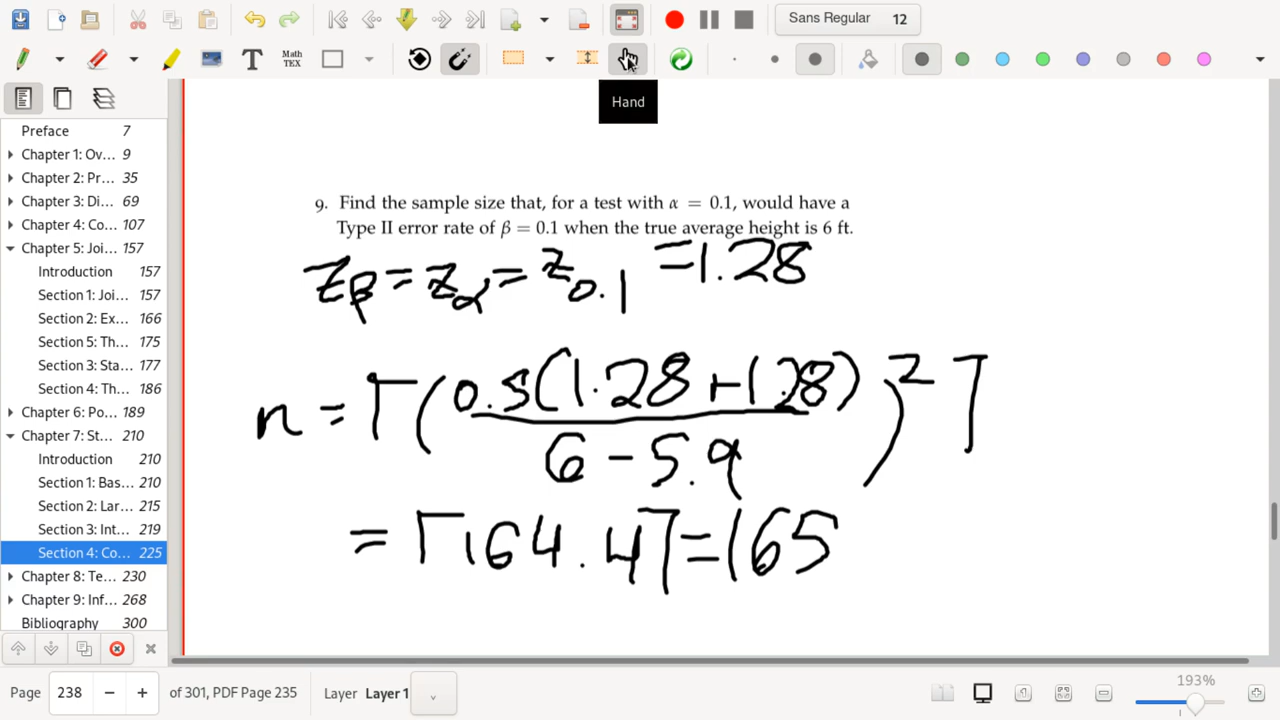 Sans Regular 12
Math
TEX
Hand
Preface 7
Chapter 1: Ov... 9
Chapter 2: Pr... 35
Chapter 3: Di... 69
Chapter 4: Co... 107
Chapter 5: Joi... 157
Introduction 157
Section 1: Joi... 157
Section 2: Ex... 166
Section 5: Th... 175
Section 3: Sta... 177
Section 4: Th... 186
Chapter 6: Po... 189
Chapter 7: St... 210
Introduction 210
Section 1: Bas... 210
Section 2: Lar... 215
Section 3: Int... 219
Section 4: Co... 225
Chapter 8: Te... 230
Chapter 9: Inf... 268
Bibliography 300
9. Find the sample size that, for a test with α = 0.1, would have a
Type II error rate of β = 0.1 when the true average height is 6 ft.
z_β = z_α = z_0.1 = 1.28
n = ⌈(0.5(1.28 + 1.28) / 6 − 5.9)²⌉
= ⌈164.4⌉ = 165
Page 238 − + of 301, PDF Page 235 Layer Layer 1 193%